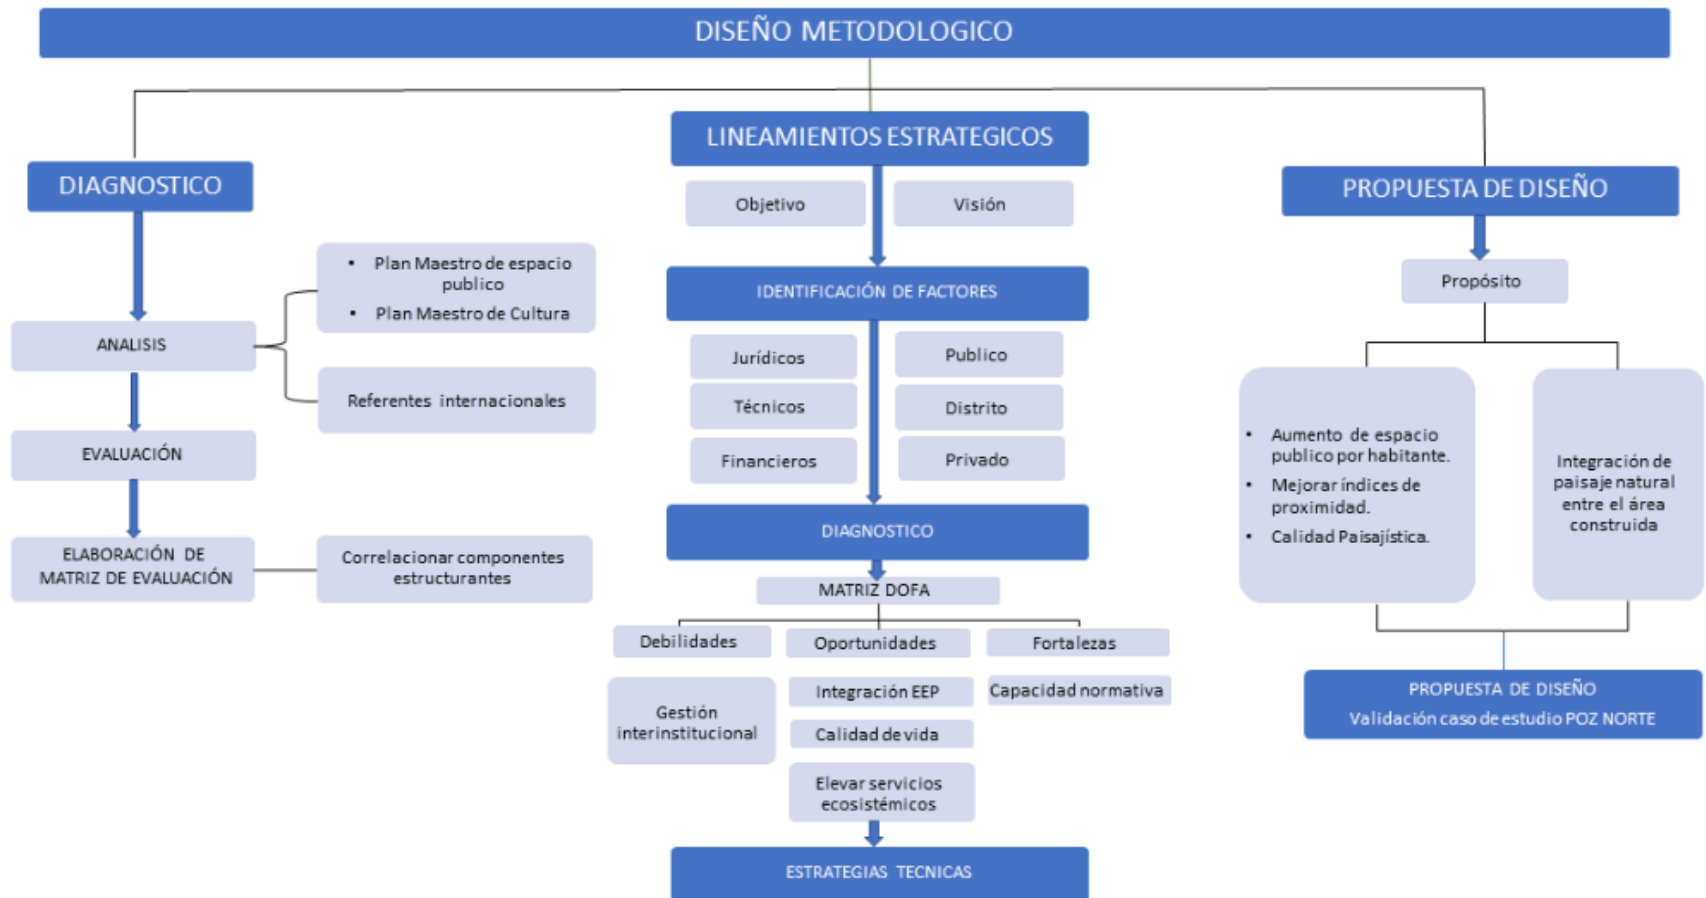 DISEÑO METODOLOGICO
DIAGNOSTICO
ANALISIS
• Plan Maestro de espacio
publico
• Plan Maestro de Cultura
Referentes internacionales
EVALUACIÓN
ELABORACIÓN DE
MATRIZ DE EVALUACIÓN
Correlacionar componentes
estructurantes
LINEAMIENTOS ESTRATEGICOS
Objetivo
Visión
IDENTIFICACIÓN DE FACTORES
Jurídicos
Publico
Técnicos
Distrito
Financieros
Privado
DIAGNOSTICO
MATRIZ DOFA
Debilidades
Oportunidades
Fortalezas
Gestión
interinstitucional
Integración EEP
Calidad de vida
Elevar servicios
ecosistémicos
Capacidad normativa
ESTRATEGIAS TECNICAS
PROPUESTA DE DISEÑO
Propósito
• Aumento de espacio
publico por habitante.
• Mejorar índices de
proximidad.
• Calidad Paisajística.
Integración de
paisaje natural
entre el área
construida
PROPUESTA DE DISEÑO
Validación caso de estudio POZ NORTE